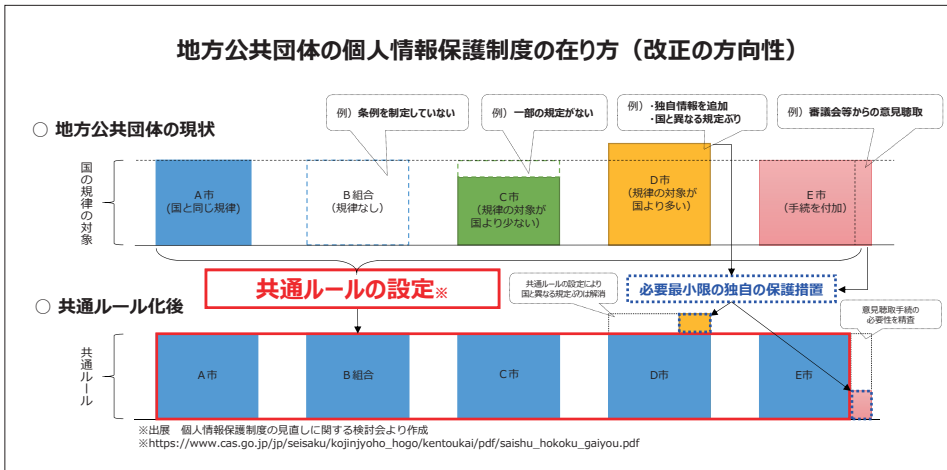 地方公共団体の個人情報保護制度の在り方（改正の方向性）
○ 地方公共団体の現状
例）条例を制定していない
例）一部の規定がない
例）・独自情報を追加
・国と異なる規定ぶり
例）審議会等からの意見聴取
国の規律の対象
A市
(国と同じ規律)
B組合
（規律なし）
C市
（規律の対象が
国より少ない）
D市
（規律の対象が
国より多い）
E市
（手続を付加）
共通ルールの設定※
共通ルールの設定により
国と異なる規定ぶりは解消
必要最小限の独自の保護措置
○ 共通ルール化後
意見聴取手続の
必要性を精査
共通ルール
A市
B組合
C市
D市
E市
※出展　個人情報保護制度の見直しに関する検討会より作成
※https://www.cas.go.jp/jp/seisaku/kojinjyoho_hogo/kentoukai/pdf/saishu_hokoku_gaiyou.pdf